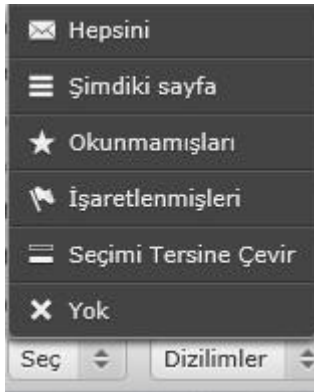 Hepsini
Şimdiki sayfa
Okunmamışları
İşaretlenmişleri
Seçimi Tersine Çevir
Yok
Seç
Dizilimler